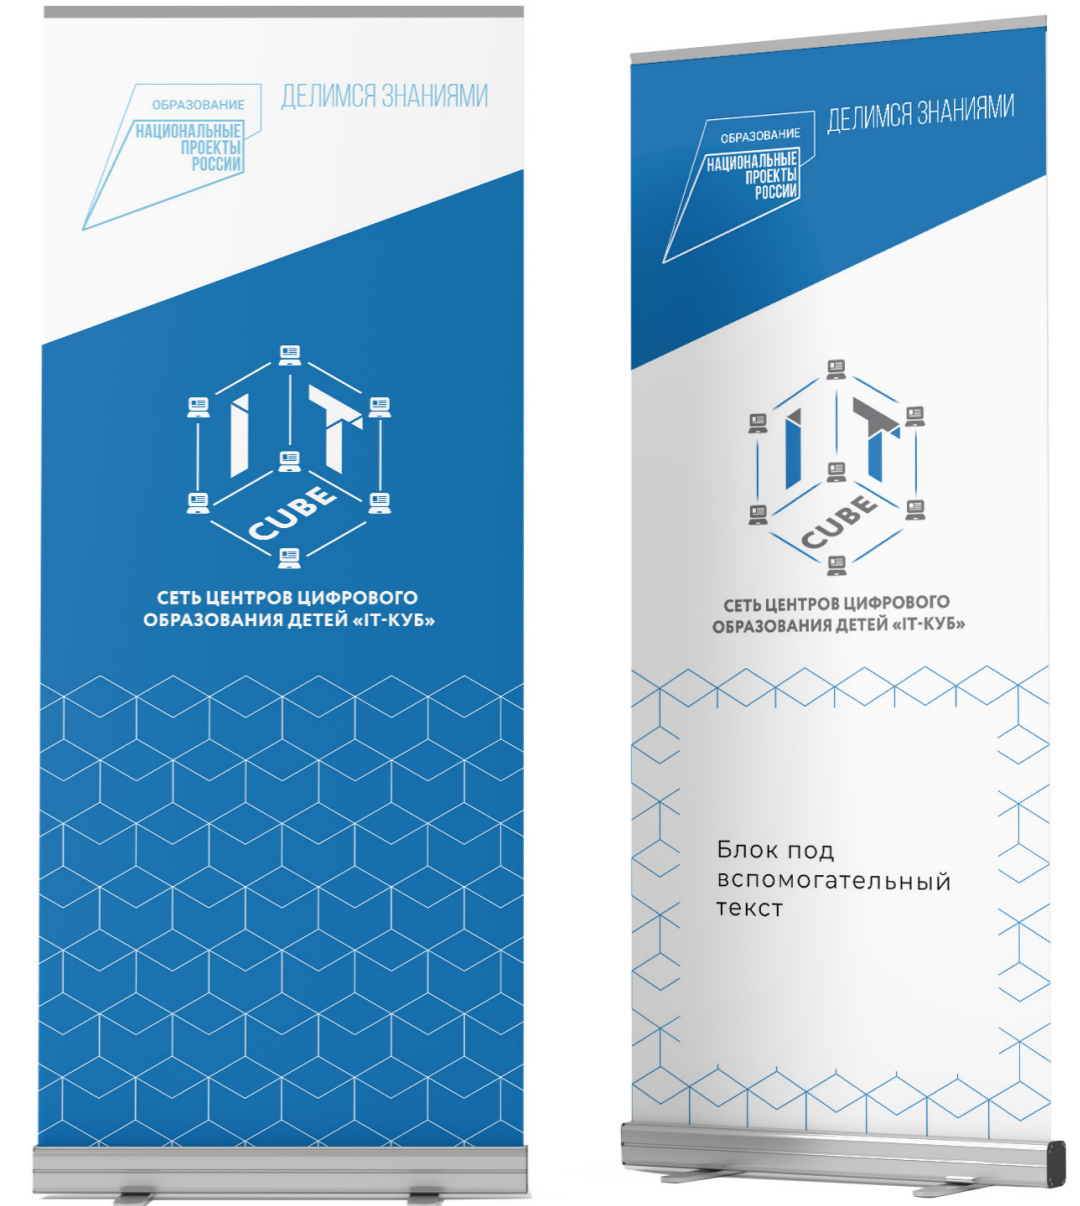 ОБРАЗОВАНИЕ
НАЦИОНАЛЬНЫЕ
ПРОЕКТЫ
РОССИИ
ДЕЛИМСЯ ЗНАНИЯМИ
IT
CUBE
СЕТЬ ЦЕНТРОВ ЦИФРОВОГО
ОБРАЗОВАНИЯ ДЕТЕЙ «IT-КУБ»
ОБРАЗОВАНИЕ
НАЦИОНАЛЬНЫЕ
ПРОЕКТЫ
РОССИИ
ДЕЛИМСЯ ЗНАНИЯМИ
IT
CUBE
СЕТЬ ЦЕНТРОВ ЦИФРОВОГО
ОБРАЗОВАНИЯ ДЕТЕЙ «IT-КУБ»
Блок под
вспомогательный
текст